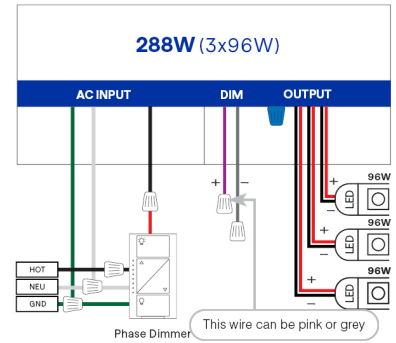 288W (3x96W)
AC INPUT DIM OUTPUT
+ −
+ 96W
LED
−
96W
+
LED
−
96W
+
LED
−
HOT
NEU
GND
Phase Dimmer
This wire can be pink or grey